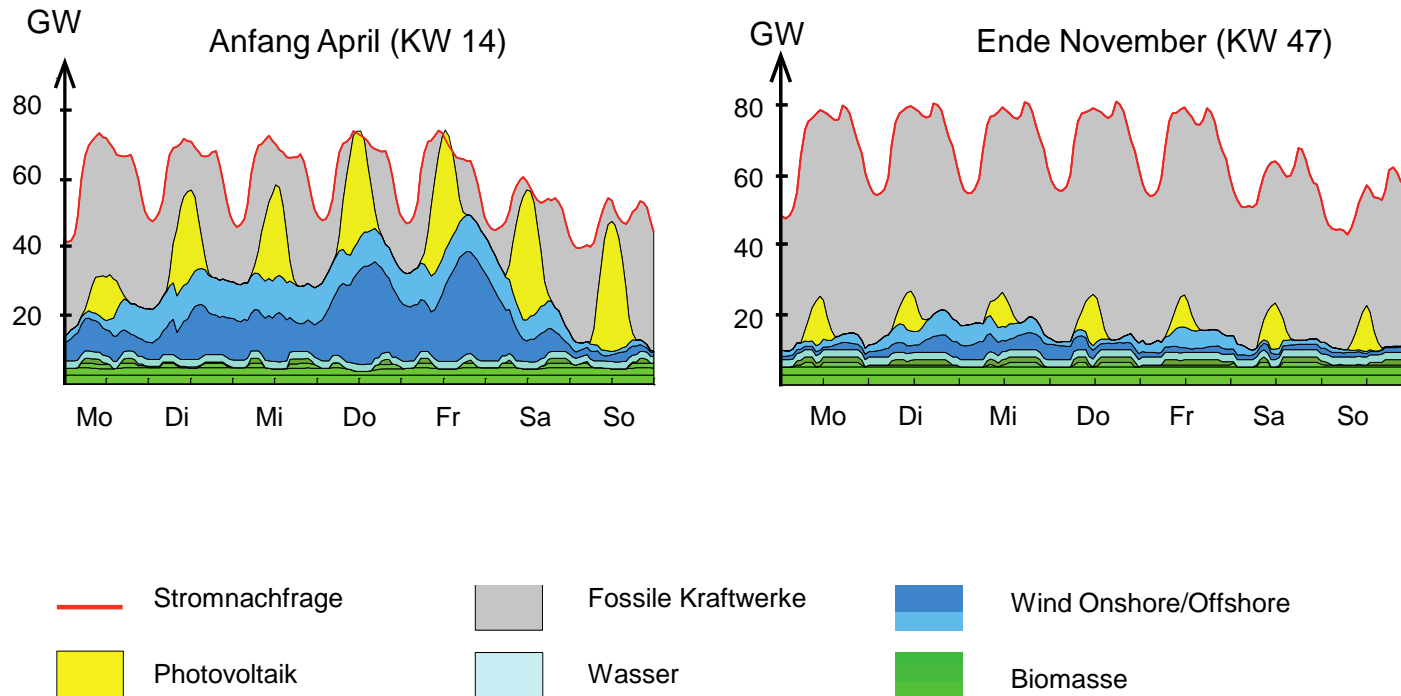 GW
Anfang April (KW 14)
80
60
40
20
Mo Di Mi Do Fr Sa So
GW
Ende November (KW 47)
80
60
40
20
Mo Di Mi Do Fr Sa So
Stromnachfrage
Fossile Kraftwerke
Wind Onshore/Offshore
Photovoltaik
Wasser
Biomasse